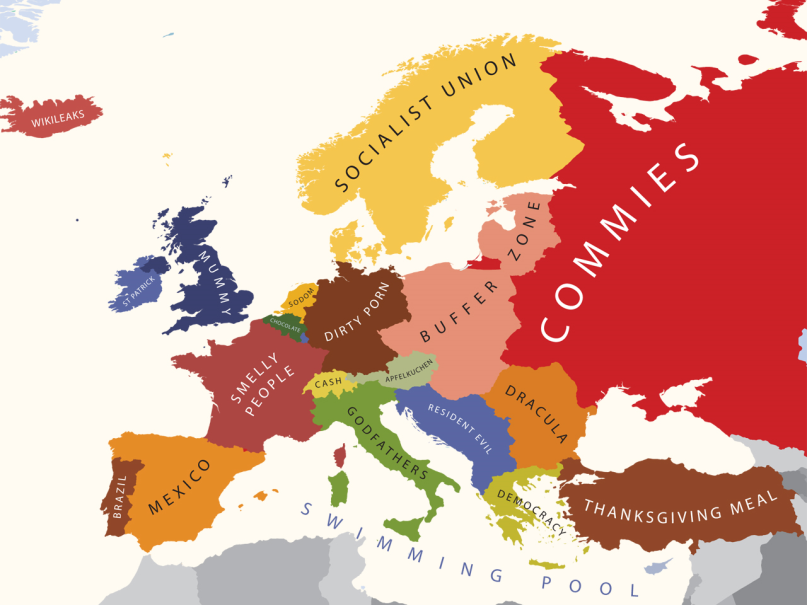 WIKILEAKS
SOCIALIST UNION
COMMIES
BUFFER ZONE
MUMMY
ST PATRICK
SODOM
CHOCOLATE
DIRTY PORN
SMELLY
PEOPLE
CASH
APFELKUCHEN
GODFATHERS
RESIDENT EVIL
DRACULA
BRAZIL
MEXICO
DEMOCRACY
THANKSGIVING MEAL
SWIMMING POOL